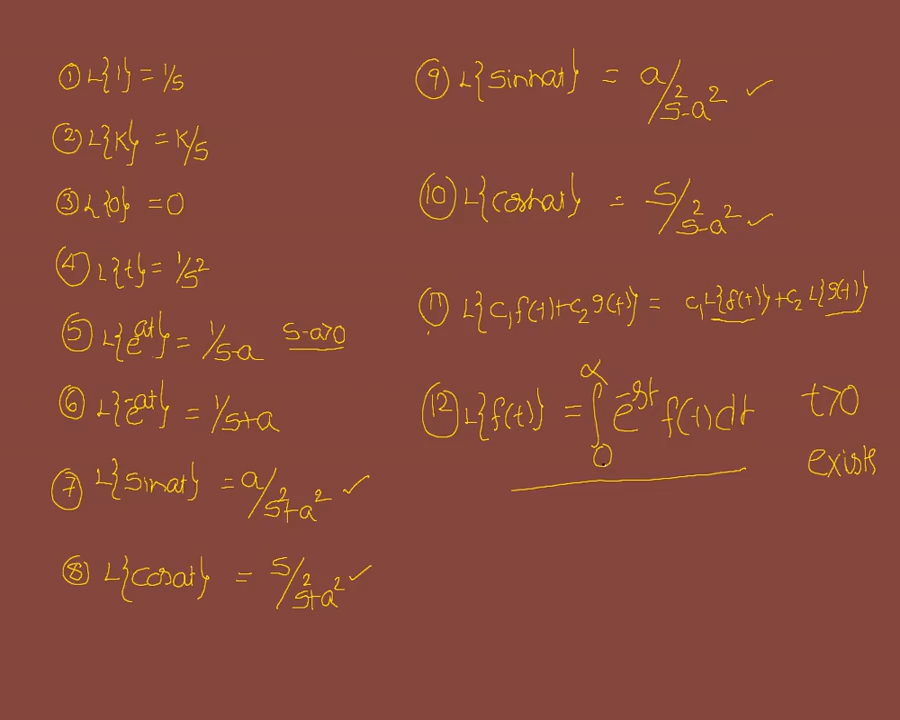 ① L{1} = 1/s
② L{K} = K/s
③ L{0} = 0
④ L{t} = 1/s²
⑤ L{e^at} = 1/s-a s-a>0
⑥ L{e^-at} = 1/s+a
⑦ L{sinat} = a/s²+a² ✓
⑧ L{cosat} = s/s²+a² ✓
⑨ L{sinhat} = a/s²-a² ✓
⑩ L{coshat} = s/s²-a² ✓
⑪ L{c₁f(t)+c₂g(t)} = c₁L{f(t)}+c₂ L{g(t)}
⑫ L{f(t)} = ∫₀^∝ e^-st f(t)dt t>0
exists